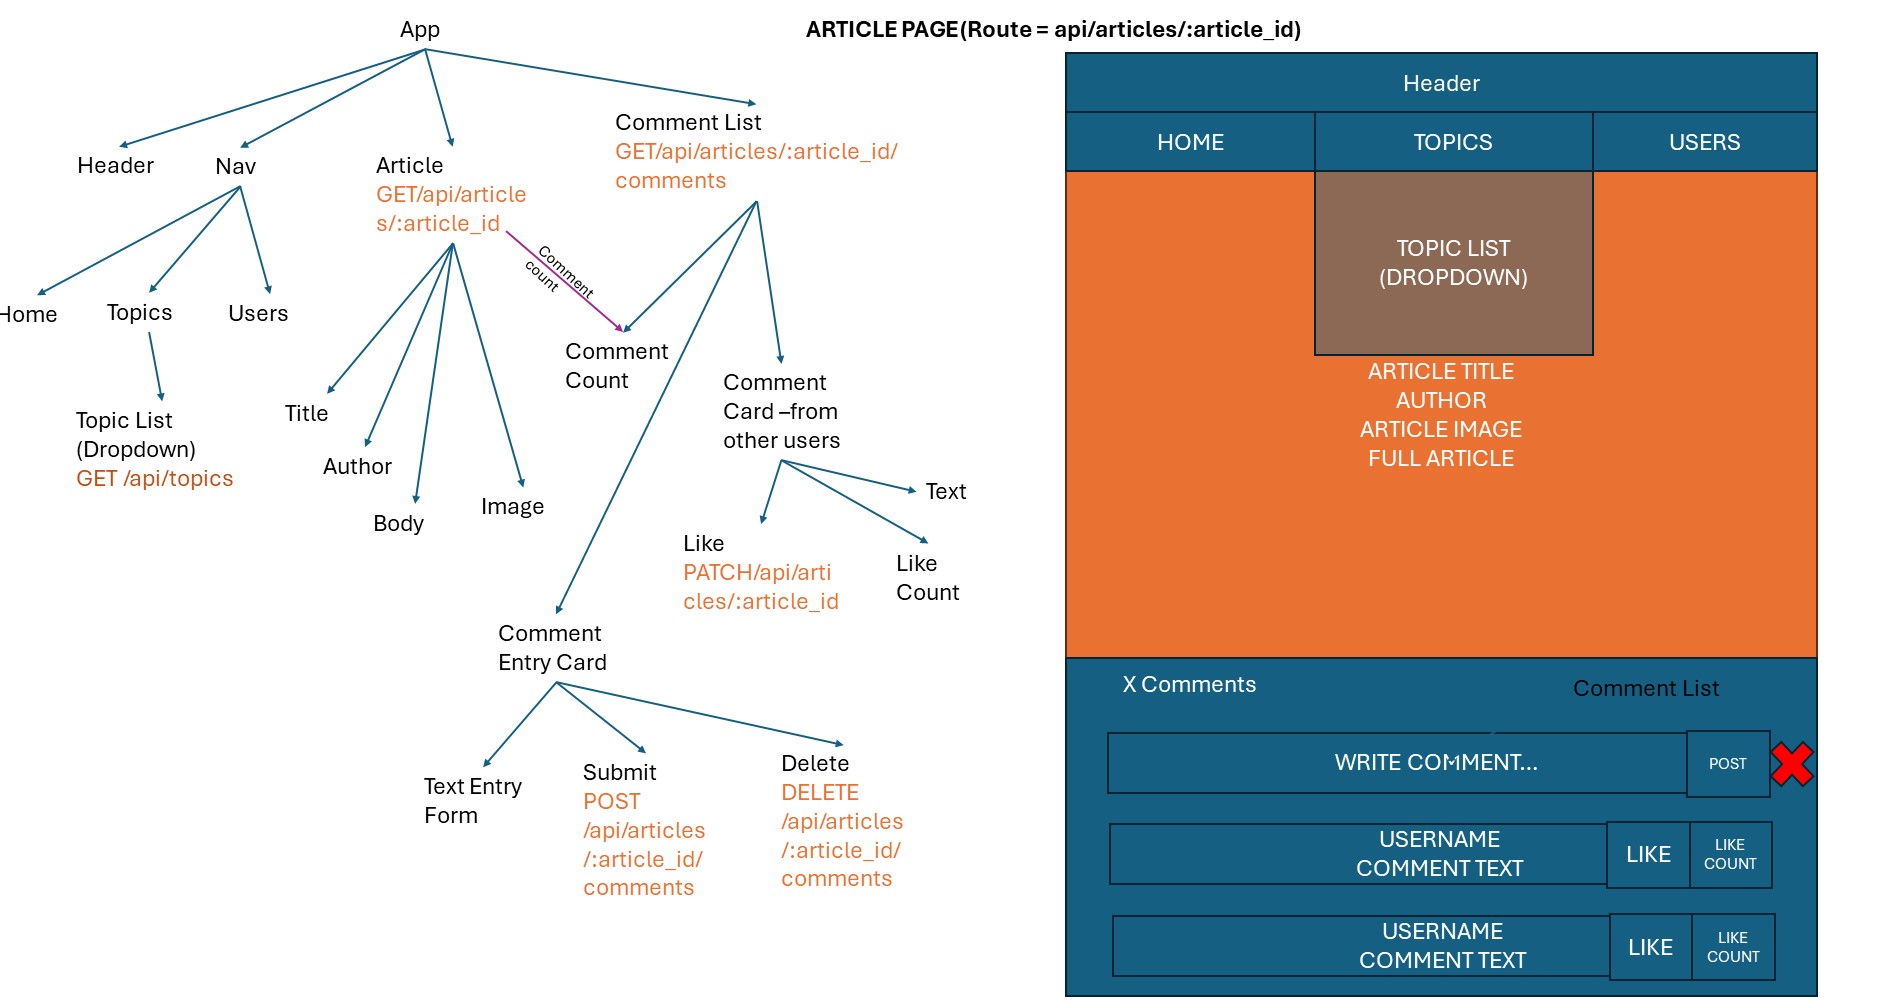 App
ARTICLE PAGE(Route = api/articles/:article_id)
Header
Nav
Article
GET/api/article
s/:article_id
Comment List
GET/api/articles/:article_id/
comments
Comment
count
Home
Topics
Users
Topic List
(Dropdown)
GET /api/topics
Title
Author
Body
Image
Comment
Count
Comment
Card –from
other users
Text
Like
PATCH/api/arti
cles/:article_id
Like
Count
Comment
Entry Card
Text Entry
Form
Submit
POST
/api/articles
/:article_id/
comments
Delete
DELETE
/api/articles
/:article_id/
comments
Header
HOME
TOPICS
USERS
TOPIC LIST
(DROPDOWN)
ARTICLE TITLE
AUTHOR
ARTICLE IMAGE
FULL ARTICLE
X Comments
Comment List
WRITE COMMENT...
POST
USERNAME
COMMENT TEXT
LIKE
LIKE
COUNT
USERNAME
COMMENT TEXT
LIKE
LIKE
COUNT